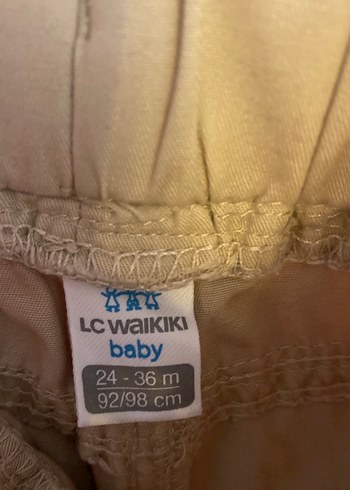 LC WAIKIKI
baby
24 - 36 m
92/98 cm